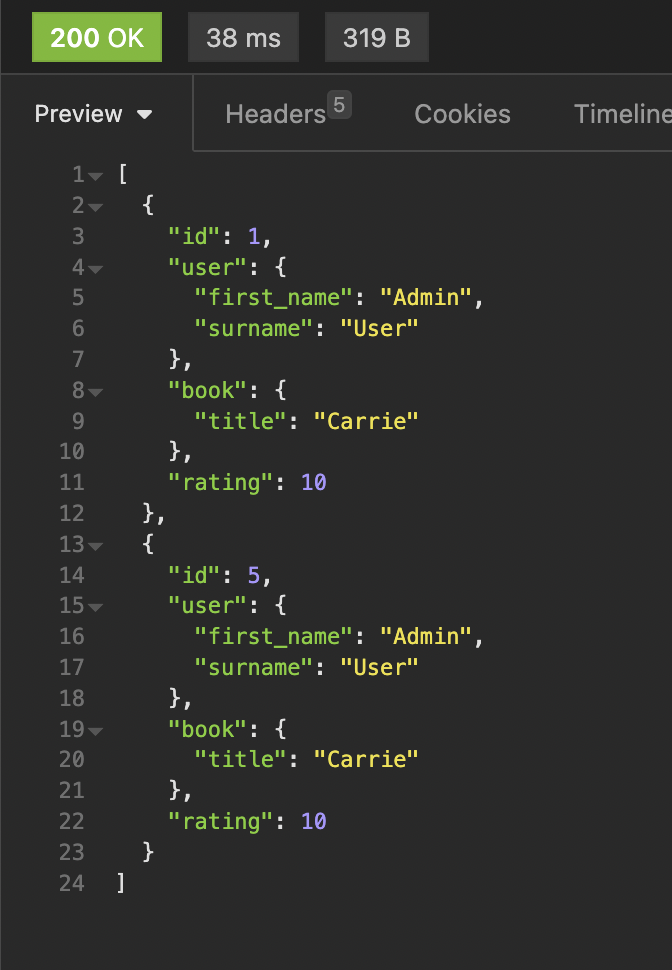 200 OK 38 ms 319 B
Preview Headers 5 Cookies Timeline
1 [
2 {
3 "id": 1,
4 "user": {
5 "first_name": "Admin",
6 "surname": "User"
7 },
8 "book": {
9 "title": "Carrie"
10 },
11 "rating": 10
12 },
13 {
14 "id": 5,
15 "user": {
16 "first_name": "Admin",
17 "surname": "User"
18 },
19 "book": {
20 "title": "Carrie"
21 },
22 "rating": 10
23 }
24 ]